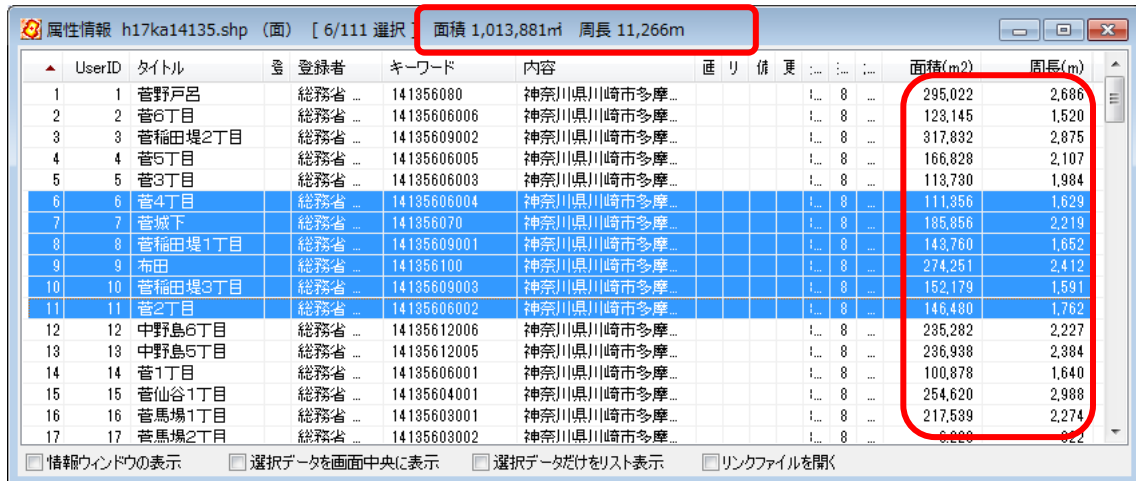 属性情報 h17ka14135.shp (面) [ 6/111 選択 ] 面積 1,013,881㎡ 周長 11,266m
UserID タイトル 登録者 キーワード 内容 画 リ 値 更 :... :... ;... 面積(m2) 周長(m)
1 1 菅野戸呂 総務省 ... 141356080 神奈川県川崎市多摩... 8 ... 295,022 2,686
2 2 菅6丁目 総務省 ... 14135606006 神奈川県川崎市多摩... 8 ... 123,145 1,520
3 3 菅稲田堤2丁目 総務省 ... 14135609002 神奈川県川崎市多摩... 8 ... 317,832 2,875
4 4 菅5丁目 総務省 ... 14135606005 神奈川県川崎市多摩... 8 ... 166,828 2,107
5 5 菅3丁目 総務省 ... 14135606003 神奈川県川崎市多摩... 8 ... 113,730 1,984
6 6 菅4丁目 総務省 ... 14135606004 神奈川県川崎市多摩... 8 ... 111,356 1,629
7 7 菅城下 総務省 ... 141356070 神奈川県川崎市多摩... 8 ... 185,856 2,219
8 8 菅稲田堤1丁目 総務省 ... 14135609001 神奈川県川崎市多摩... 8 ... 143,760 1,652
9 9 布田 総務省 ... 141356100 神奈川県川崎市多摩... 8 ... 274,251 2,412
10 10 菅稲田堤3丁目 総務省 ... 14135609003 神奈川県川崎市多摩... 8 ... 152,179 1,591
11 11 菅2丁目 総務省 ... 14135606002 神奈川県川崎市多摩... 8 ... 146,480 1,762
12 12 中野島6丁目 総務省 ... 14135612006 神奈川県川崎市多摩... 8 ... 235,282 2,227
13 13 中野島5丁目 総務省 ... 14135612005 神奈川県川崎市多摩... 8 ... 236,938 2,384
14 14 菅1丁目 総務省 ... 14135606001 神奈川県川崎市多摩... 8 ... 100,878 1,640
15 15 菅仙谷1丁目 総務省 ... 14135604001 神奈川県川崎市多摩... 8 ... 254,620 2,988
16 16 菅馬場1丁目 総務省 ... 14135603001 神奈川県川崎市多摩... 8 ... 217,539 2,274
17 17 菅馬場2丁目 総務省 ... 14135603002 神奈川県川崎市多摩... 8 ...
情報ウィンドウの表示 選択データを画面中央に表示 選択データだけをリスト表示 リンクファイルを開く